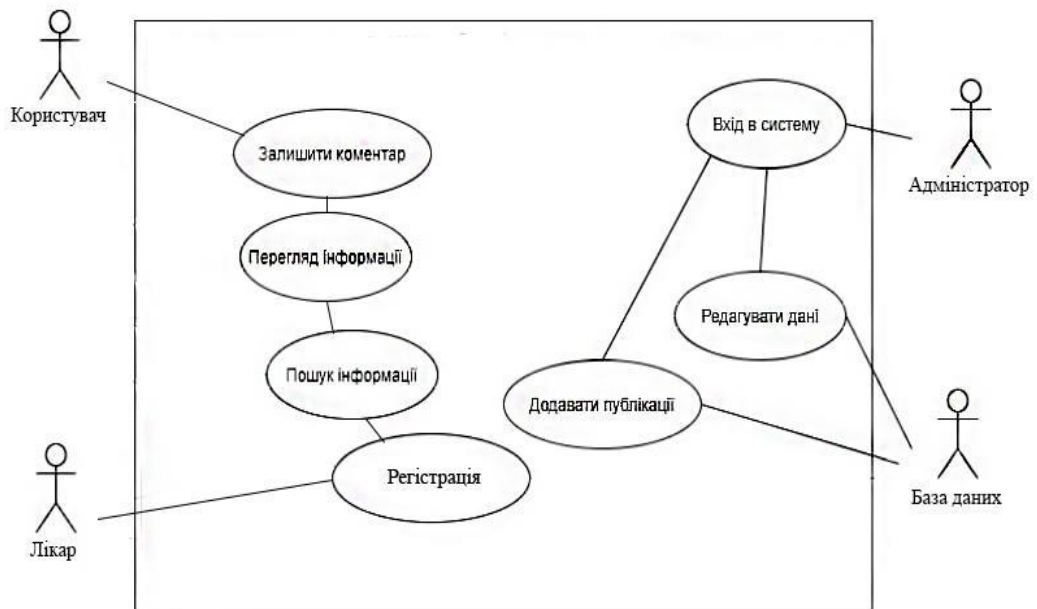 Користувач
Залишити коментар
Перегляд інформації
Пошук інформації
Регістрація
Лікар
Вхід в систему
Адміністратор
Редагувати дані
Додавати публікації
База даних